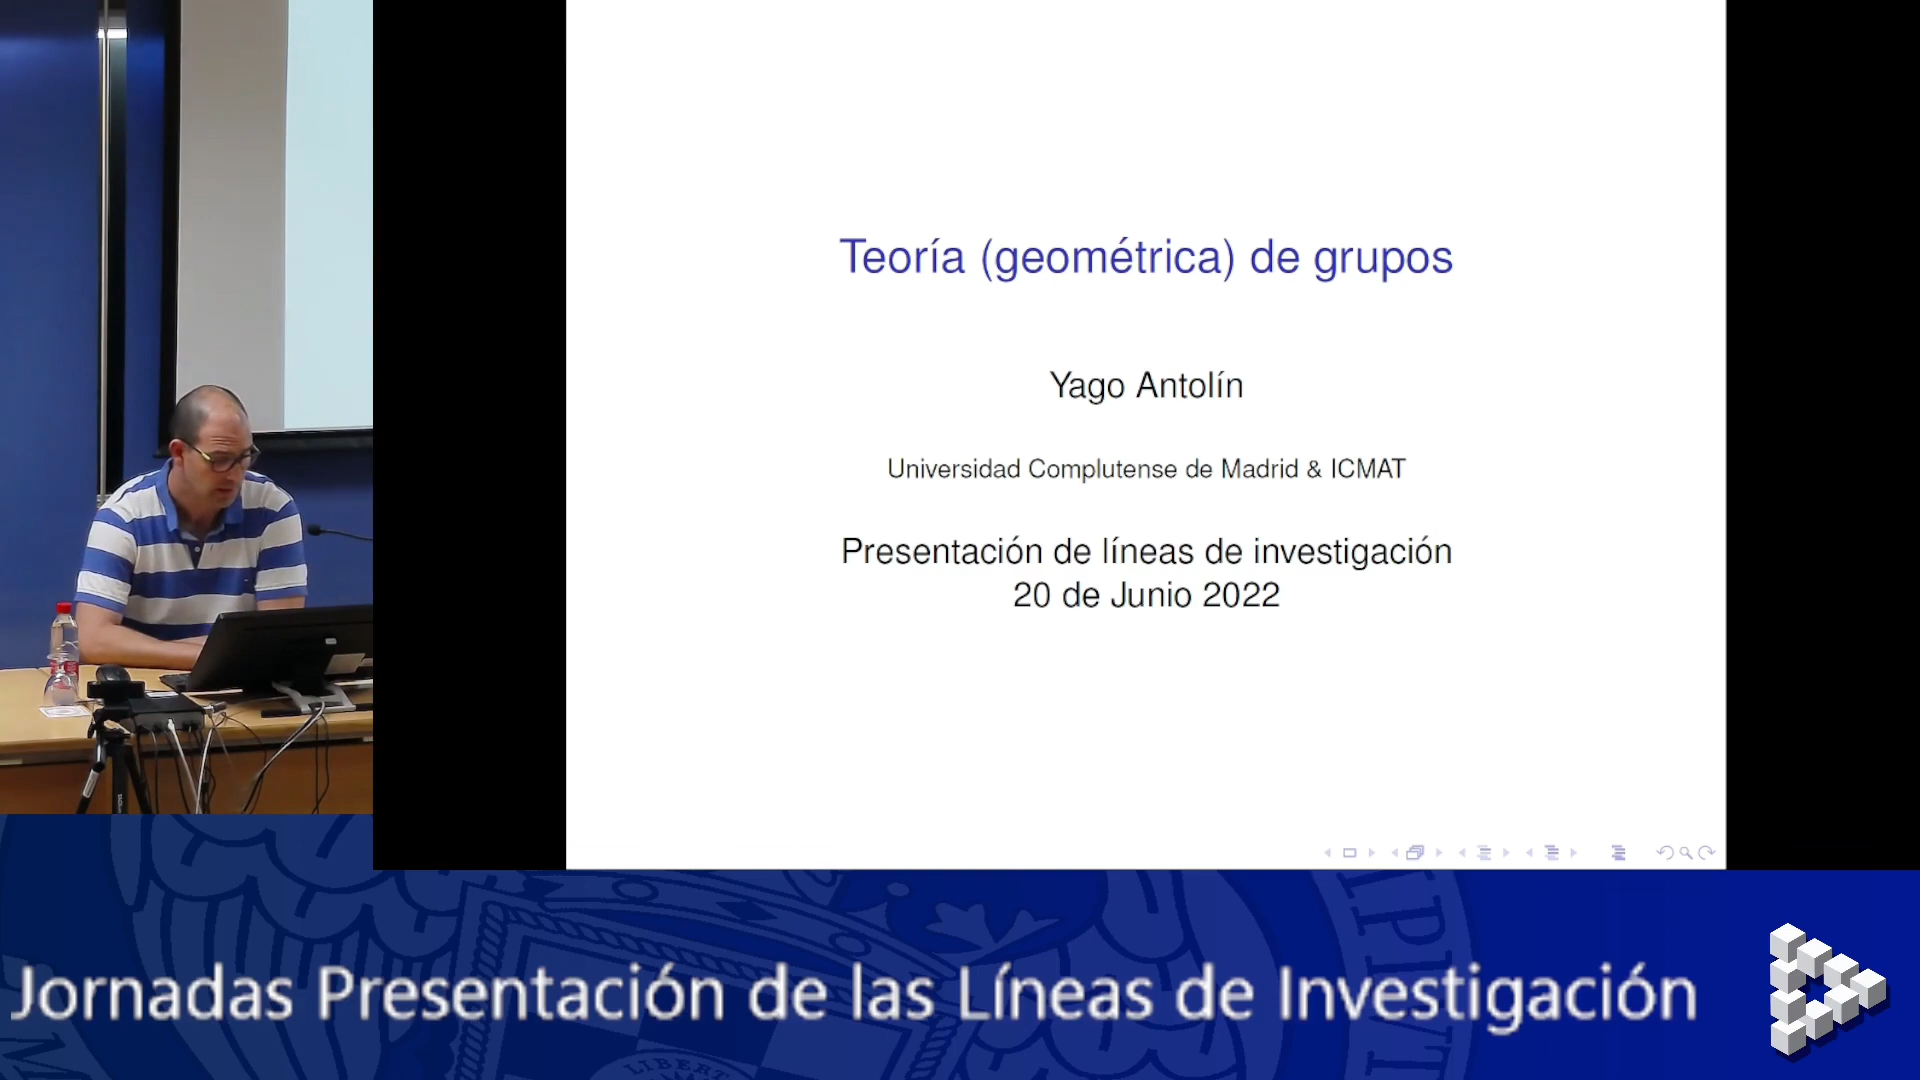 Teoría (geométrica) de grupos
Yago Antolín
Universidad Complutense de Madrid & ICMAT
Presentación de líneas de investigación
20 de Junio 2022
Jornadas Presentación de las Líneas de Investigación
LIBERT